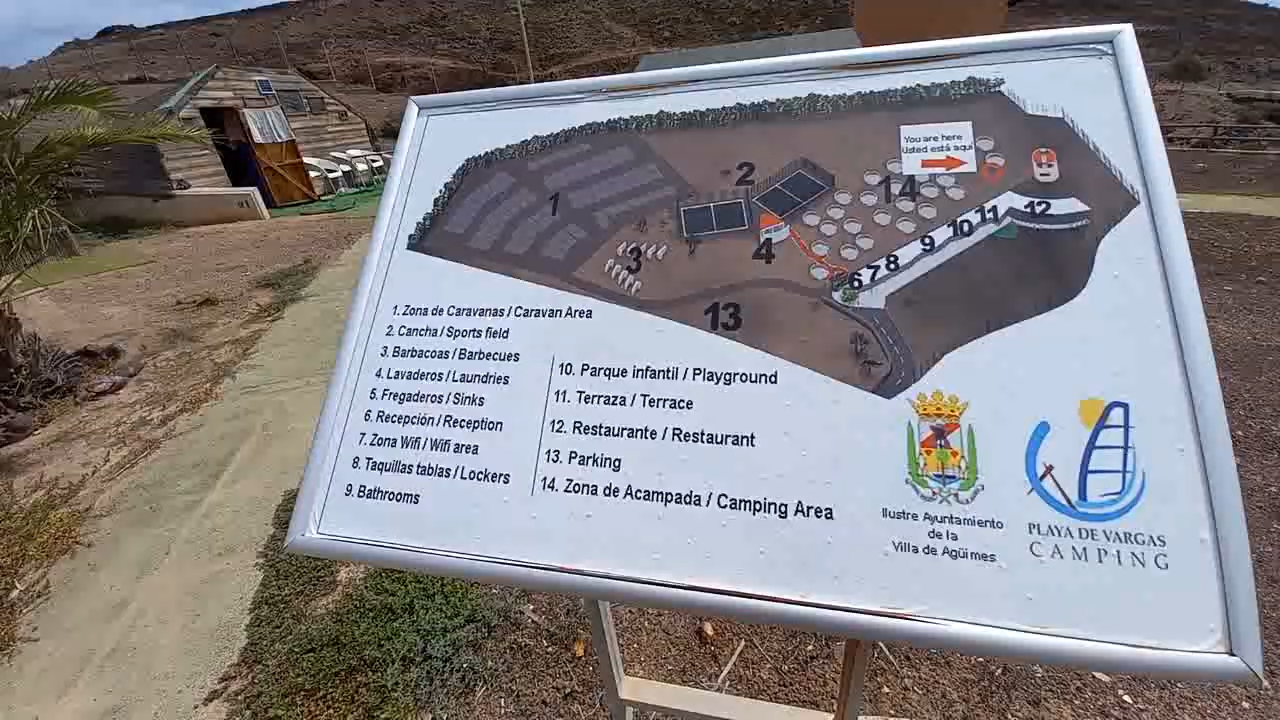 You are here
Usted está aquí
1
2
14
3
4
6 7 8 9 10 11 12
13
1. Zona de Caravanas / Caravan Area
2. Cancha / Sports field
3. Barbacoas / Barbecues
4. Lavaderos / Laundries
5. Fregaderos / Sinks
6. Recepción / Reception
7. Zona Wifi / Wifi area
8. Taquillas tablas / Lockers
9. Bathrooms
10. Parque infantil / Playground
11. Terraza / Terrace
12. Restaurante / Restaurant
13. Parking
14. Zona de Acampada / Camping Area
Ilustre Ayuntamiento
de la
Villa de Agüimes
PLAYA DE VARGAS
CAMPING